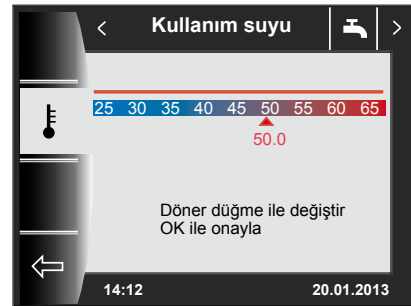 < Kullanım suyu >
25 30 35 40 45 50 55 60 65
50.0
Döner düğme ile değiştir
OK ile onayla
14:12 20.01.2013